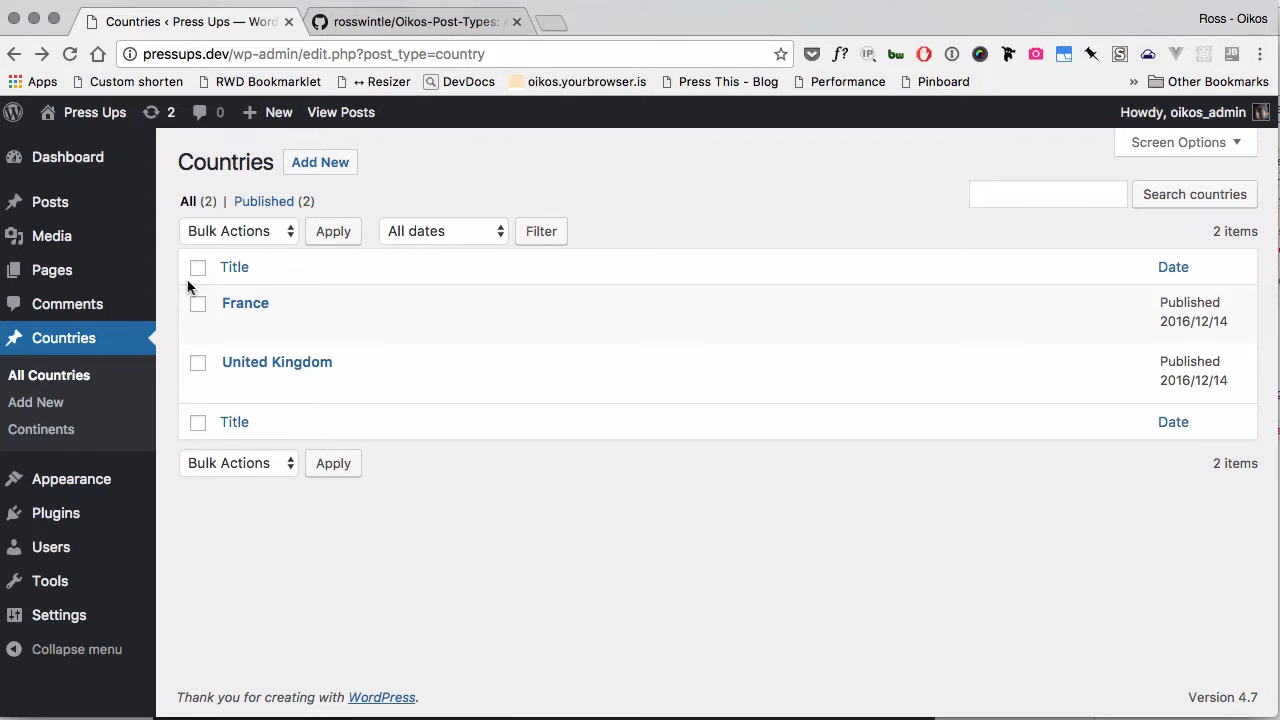 Countries ‹ Press Ups — Word
rosswintle/Oikos-Post-Types: A
Ross - Oikos
pressups.dev/wp-admin/edit.php?post_type=country
Apps
Custom shorten
RWD Bookmarklet
↔ Resizer
DevDocs
oikos.yourbrowser.is
Press This - Blog
Performance
Pinboard
»
Other Bookmarks
Press Ups
2
0
New
View Posts
Howdy, oikos_admin
Dashboard
Posts
Media
Pages
Comments
Countries
All Countries
Add New
Continents
Appearance
Plugins
Users
Tools
Settings
Collapse menu
Screen Options
Countries
Add New
All (2) | Published (2)
Search countries
Bulk Actions
Apply
All dates
Filter
2 items
Title
Date
France
Published
2016/12/14
United Kingdom
Published
2016/12/14
Title
Date
Bulk Actions
Apply
2 items
Thank you for creating with WordPress.
Version 4.7